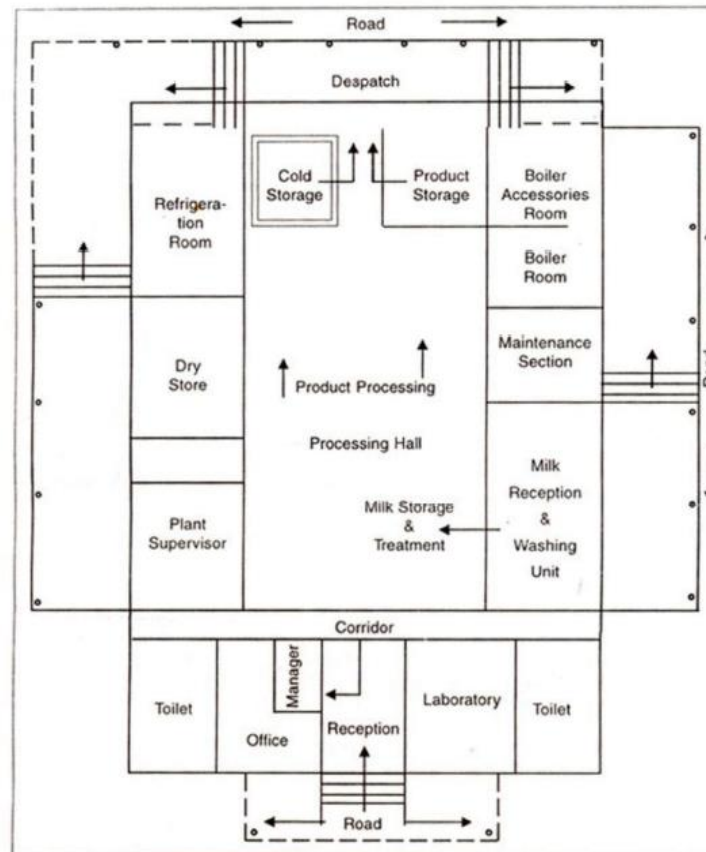 Road
Despatch
Cold
Storage
Product
Storage
Boiler
Accessories
Room
Refrigera-
tion
Room
Boiler
Room
Maintenance
Section
Dry
Store
Product Processing
Processing Hall
Milk
Reception
&
Washing
Unit
Milk Storage
&
Treatment
Plant
Supervisor
Corridor
Toilet
Office
Manager
Reception
Laboratory
Toilet
Road